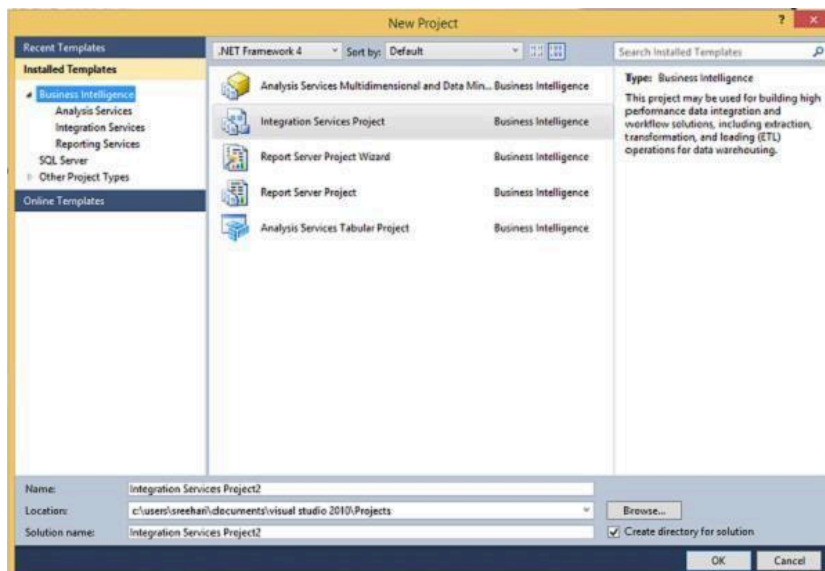 New Project
?
Recent Templates
.NET Framework 4 Sort by: Default
Search Installed Templates
Installed Templates
Business Intelligence
Analysis Services
Integration Services
Reporting Services
SQL Server
Other Project Types
Online Templates
Analysis Services Multidimensional and Data Min... Business Intelligence
Integration Services Project Business Intelligence
Report Server Project Wizard Business Intelligence
Report Server Project Business Intelligence
Analysis Services Tabular Project Business Intelligence
Type: Business Intelligence
This project may be used for building high
performance data integration and
workflow solutions, including extraction,
transformation, and loading (ETL)
operations for data warehousing.
Name: Integration Services Project2
Location: c:\users\sreehari\documents\visual studio 2010\Projects Browse...
Solution name: Integration Services Project2 Create directory for solution
OK Cancel